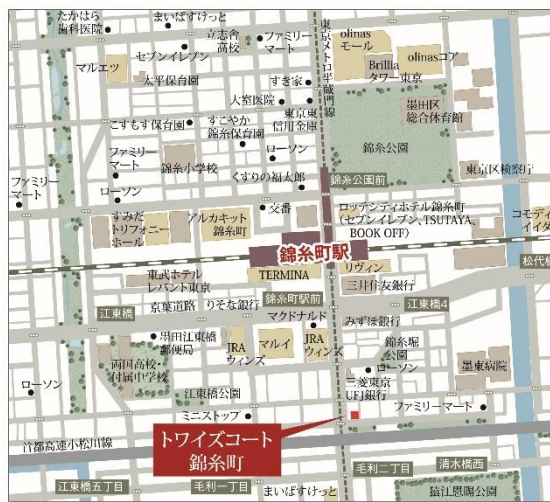 たかはら
歯科医院
まいばすけっと
立志舎
高校
ファミリー
マート
東京メトロ半蔵門線
olinas
モール
olinasコア
マルエツ
セブンイレブン
太平保育園
すき家
Brillia
タワー東京
大室医院
東京東
信用金庫
墨田区
総合体育館
こすもす保育園
すこやか
錦糸保育園
ファミリー
マート
錦糸小学校
ローソン
錦糸公園
ファミリー
マート
くすりの福太郎
錦糸公園前
東京区検察庁
ローソン
すみだ
トリフォニー
ホール
アルカキット
錦糸町
交番
ロッテシティホテル錦糸町
(セブンイレブン、TSUTAYA、
BOOK OFF)
コモディ
イイダ
錦糸町駅
東武ホテル
レバント東京
TERMINA
リヴィン
松代橋
江東橋
京葉道路
りそな銀行
錦糸町駅前
三井住友銀行
江東橋4
マクドナルド
みずほ銀行
墨田江東橋
郵便局
JRA
ウィンズ
マルイ
JRA
ウィンズ
錦糸堀
公園
両国高校・
付属中学校
ローソン
墨東病院
ローソン
江東橋公園
三菱東京
UFJ銀行
ミニストップ
ファミリーマート
首都高速小松川線
トワイズコート
錦糸町
江東橋五丁目
毛利一丁目
毛利二丁目
清水橋西
まいばすけっと
猿江恩賜公園